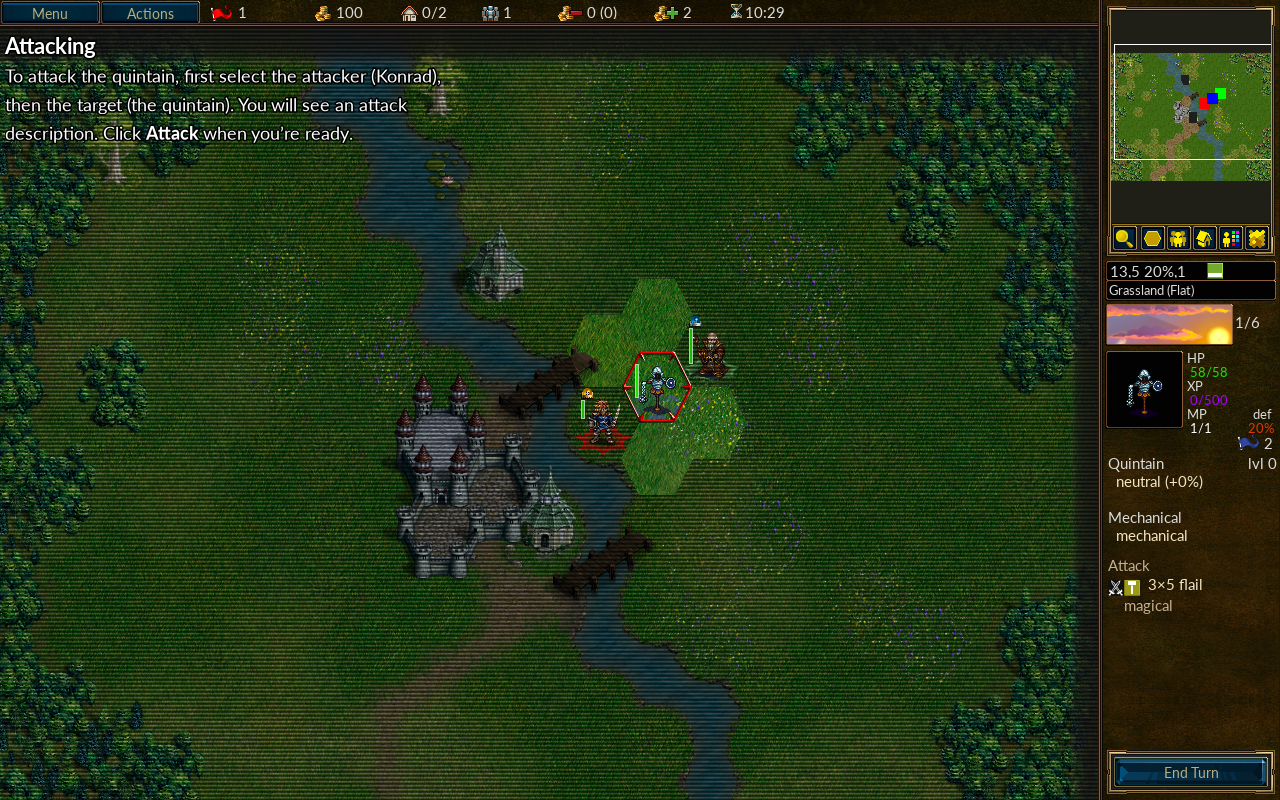 Menu
Actions
1
100
0/2
1
0 (0)
2
10:29
Attacking
To attack the quintain, first select the attacker (Konrad),
then the target (the quintain). You will see an attack
description. Click Attack when you're ready.
13,5 20%,1
Grassland (Flat)
1/6
HP
58/58
XP
0/500
MP def
1/1 20%
2
Quintain lvl 0
neutral (+0%)
Mechanical
mechanical
Attack
3×5 flail
magical
End Turn